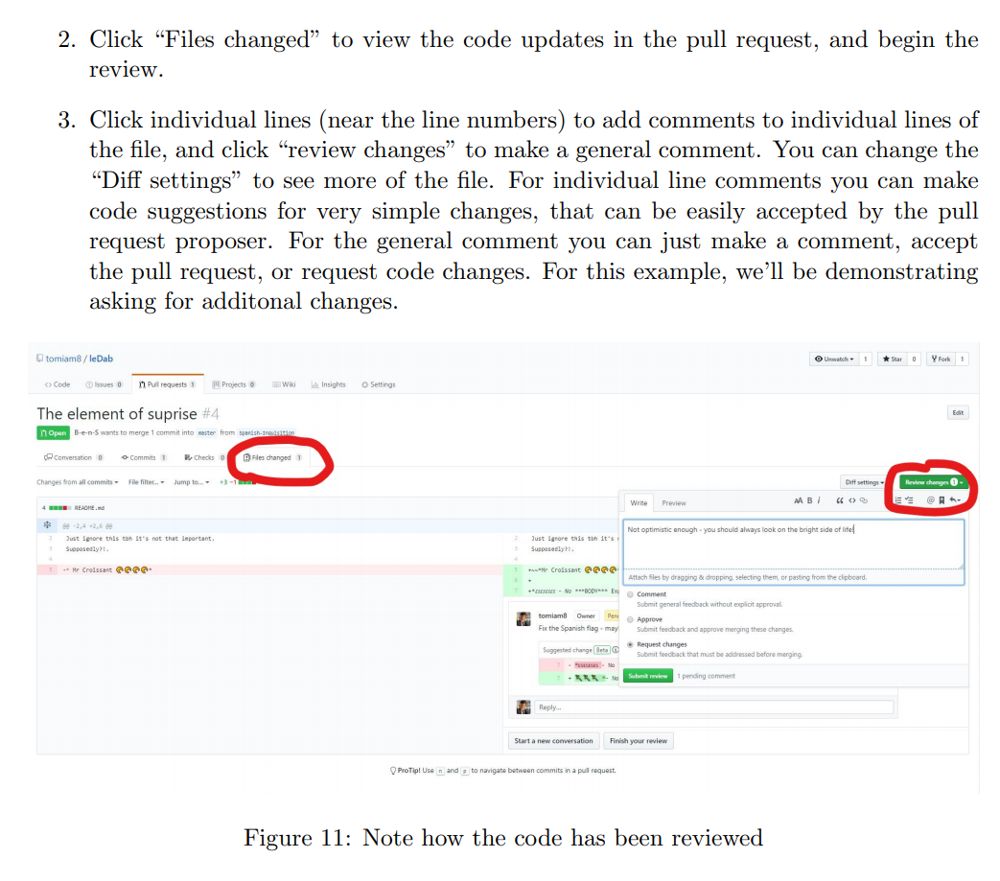 2. Click “Files changed” to view the code updates in the pull request, and begin the
review.
3. Click individual lines (near the line numbers) to add comments to individual lines of
the file, and click “review changes” to make a general comment. You can change the
“Diff settings” to see more of the file. For individual line comments you can make
code suggestions for very simple changes, that can be easily accepted by the pull
request proposer. For the general comment you can just make a comment, accept
the pull request, or request code changes. For this example, we’ll be demonstrating
asking for additonal changes.
tomiam8 / leDab
Unwatch 1 Star 0 Fork 1
Code Issues 0 Pull requests 1 Projects 0 Wiki Insights Settings
The element of suprise #4
Edit
Open B-e-n-S wants to merge 1 commit into master from spanish-inquisition
Conversation 0 Commits 1 Checks 0 Files changed 1
Changes from all commits File filter... Jump to... +3 −1
Diff settings Review changes 1
4 README.md
Write Preview
AA B i “ <> @
@@ -2,4 +2,6 @@
Not optimistic enough - you should always look on the bright side of life
2 Just ignore this tbh it's not that important.
2 Just ignore this tbh it's
3 Supposedly?!.
3 Supposedly?!.
4
4
5 -* Mr Croissant 🥐🥐🥐🥐*
5 Mr Croissant 🥐🥐🥐
6 +
7 - No ***BODY***
Attach files by dragging & dropping, selecting them, or pasting from the clipboard.
Comment
Submit general feedback without explicit approval.
Approve
Submit feedback and approve merging these changes.
Request changes
Submit feedback that must be addressed before merging.
Submit review 1 pending comment
tomiam8 Owner
Fix the Spanish flag - may
Suggested change Beta
7 - No
7 + No
Reply...
Start a new conversation Finish your review
ProTip! Use n and p to navigate between commits in a pull request.
Figure 11: Note how the code has been reviewed